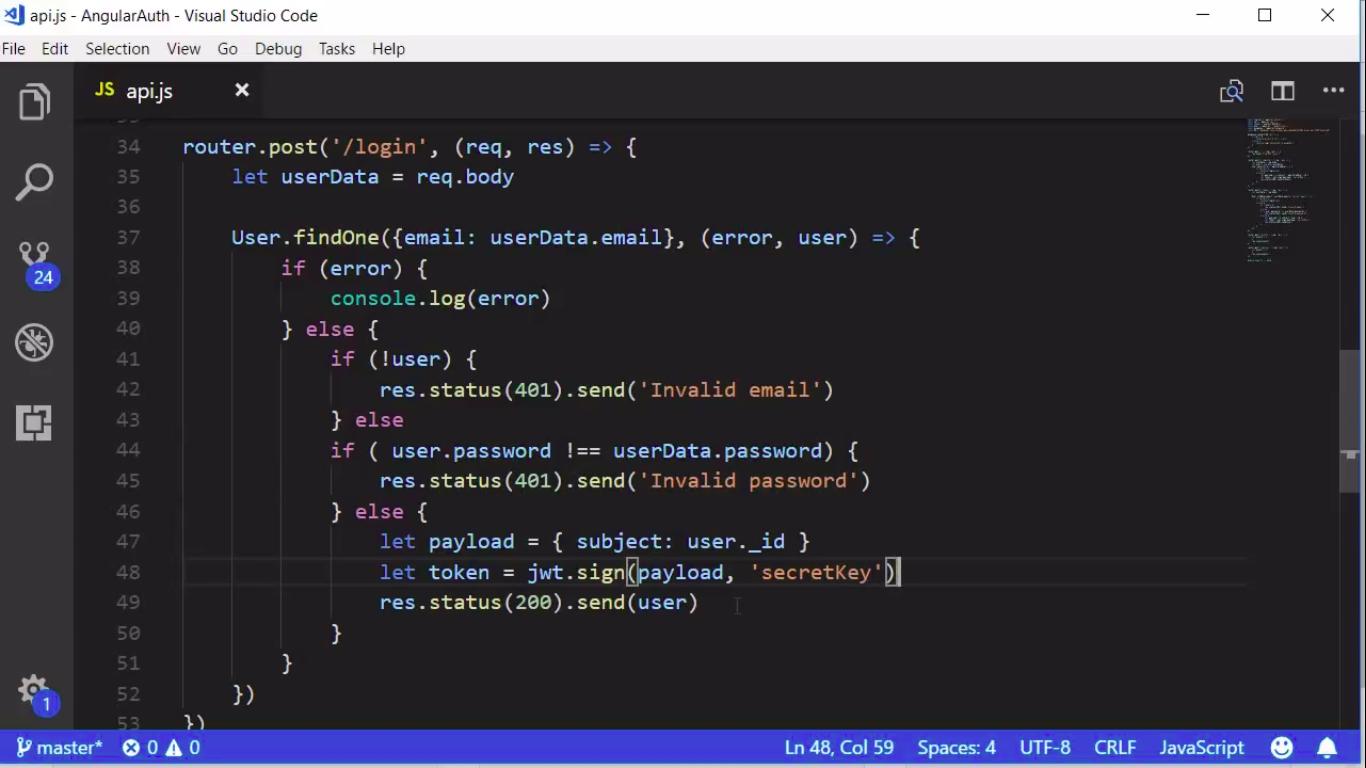 api.js - AngularAuth - Visual Studio Code
File Edit Selection View Go Debug Tasks Help
JS api.js
34 router.post('/login', (req, res) => {
35     let userData = req.body
36
37     User.findOne({email: userData.email}, (error, user) => {
38         if (error) {
39             console.log(error)
40         } else {
41             if (!user) {
42                 res.status(401).send('Invalid email')
43             } else
44             if ( user.password !== userData.password) {
45                 res.status(401).send('Invalid password')
46             } else {
47                 let payload = { subject: user._id }
48                 let token = jwt.sign(payload, 'secretKey')
49                 res.status(200).send(user)
50             }
51         }
52     })
53 })
24
1
master* 0 0 Ln 48, Col 59 Spaces: 4 UTF-8 CRLF JavaScript